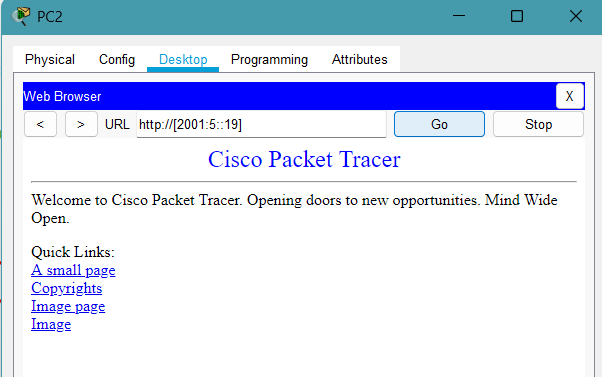 PC2
Physical Config Desktop Programming Attributes
Web Browser X
< > URL http://[2001:5::19] Go Stop
Cisco Packet Tracer
Welcome to Cisco Packet Tracer. Opening doors to new opportunities. Mind Wide
Open.
Quick Links:
A small page
Copyrights
Image page
Image